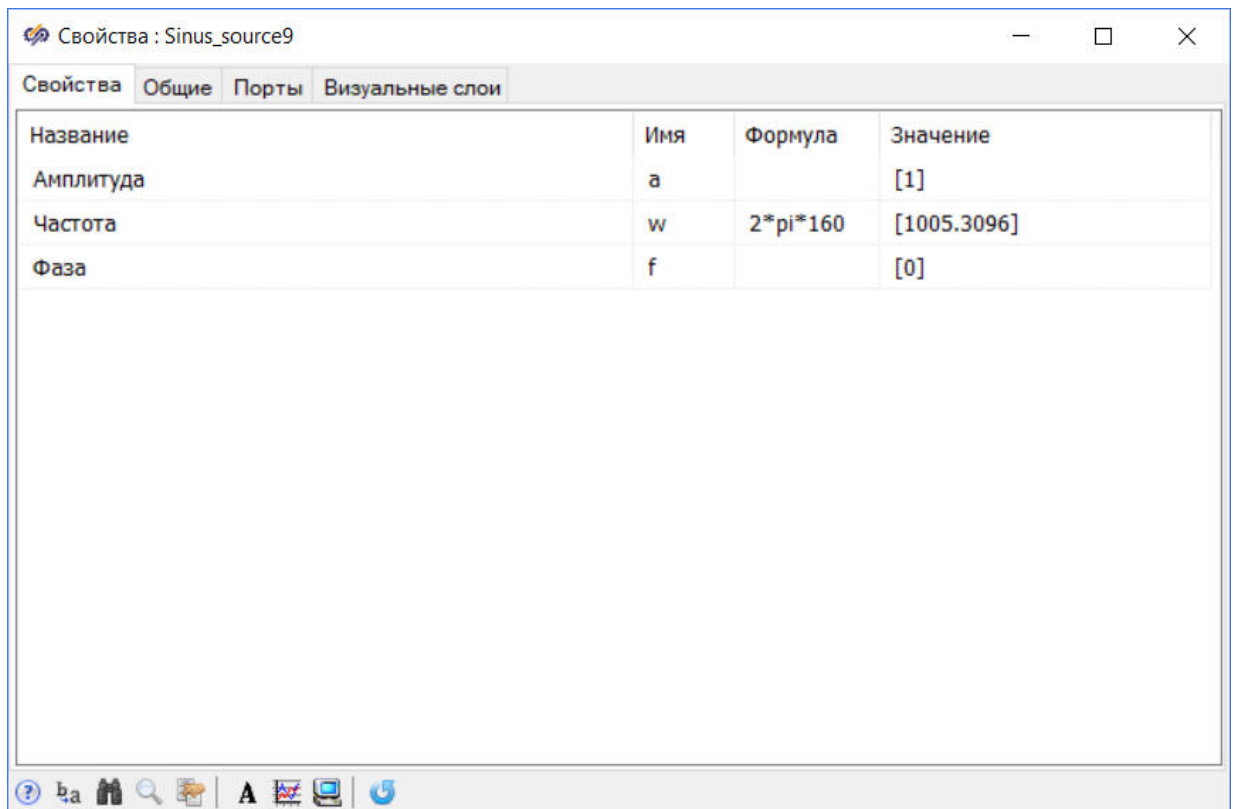 Свойства : Sinus_source9
Свойства Общие Порты Визуальные слои
Название Имя Формула Значение
Амплитуда a [1]
Частота w 2*pi*160 [1005.3096]
Фаза f [0]
? b a A